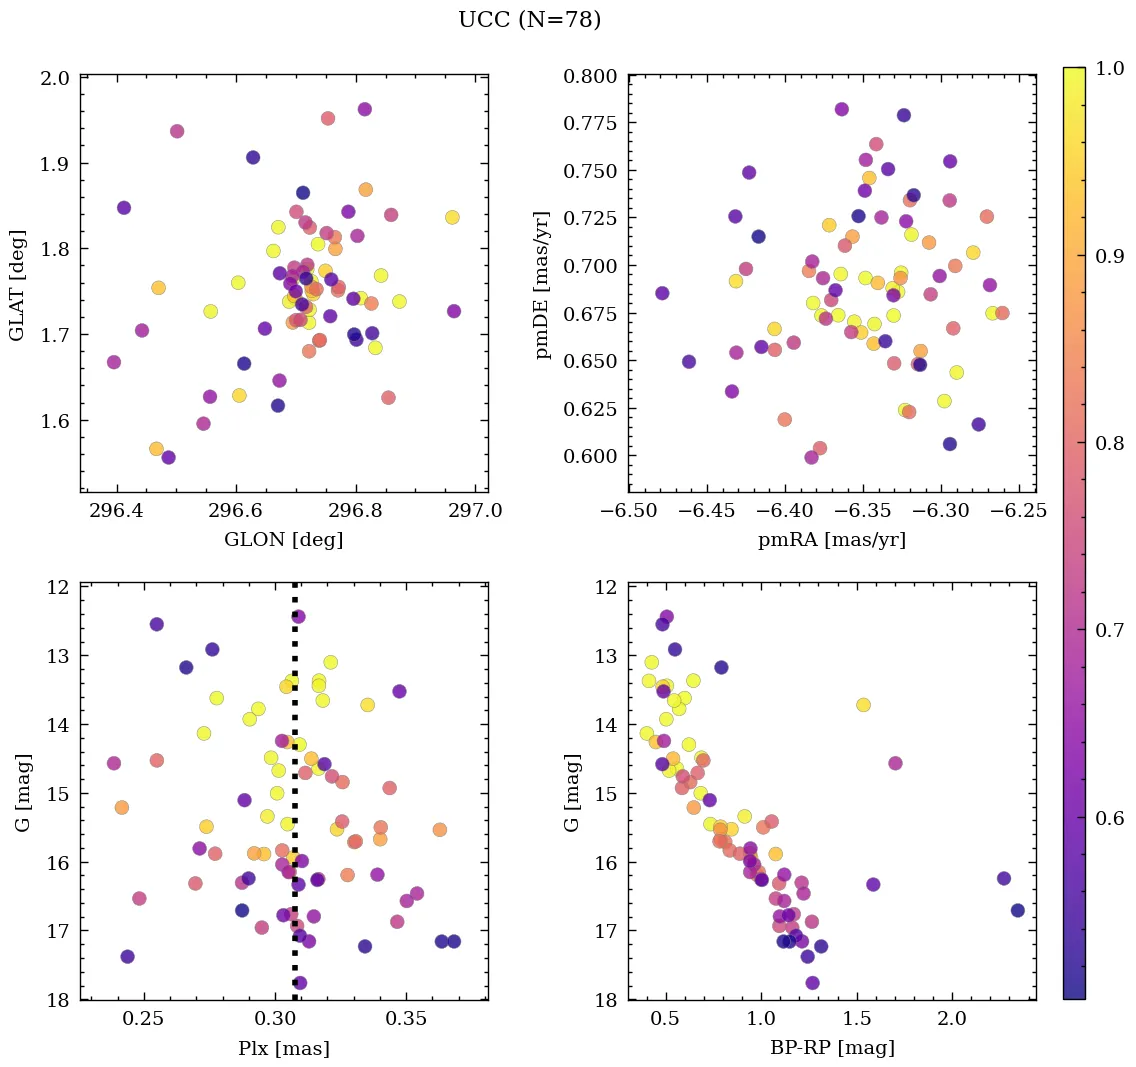 UCC (N=78)
2.0
1.9
1.8
1.7
1.6
GLAT [deg]
296.4 296.6 296.8 297.0
GLON [deg]
0.800
0.775
0.750
0.725
0.700
0.675
0.650
0.625
0.600
pmDE [mas/yr]
−6.50 −6.45 −6.40 −6.35 −6.30 −6.25
pmRA [mas/yr]
12
13
14
15
16
17
18
G [mag]
0.25 0.30 0.35
Plx [mas]
12
13
14
15
16
17
18
G [mag]
0.5 1.0 1.5 2.0
BP-RP [mag]
1.0
0.9
0.8
0.7
0.6